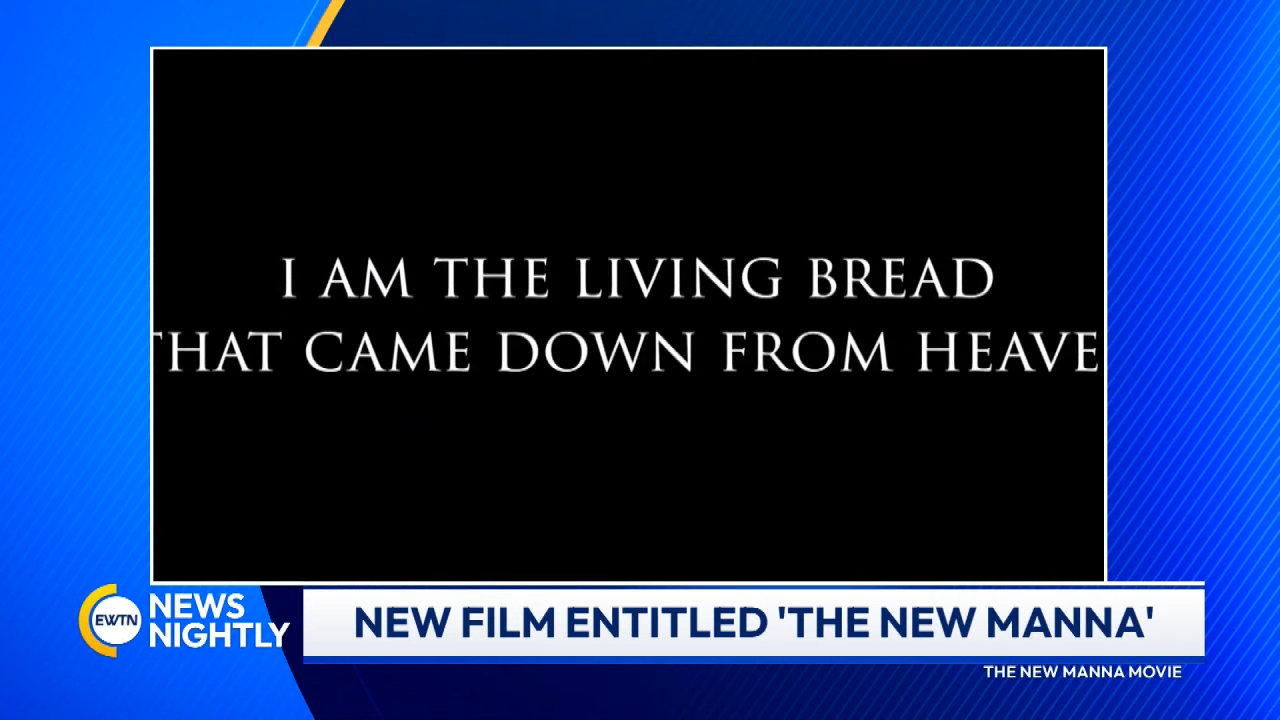 I AM THE LIVING BREAD
THAT CAME DOWN FROM HEAVE
EWTN
NEWS
NIGHTLY
NEW FILM ENTITLED 'THE NEW MANNA'
THE NEW MANNA MOVIE